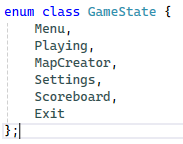 enum class GameState {
    Menu,
    Playing,
    MapCreator,
    Settings,
    Scoreboard,
    Exit
};